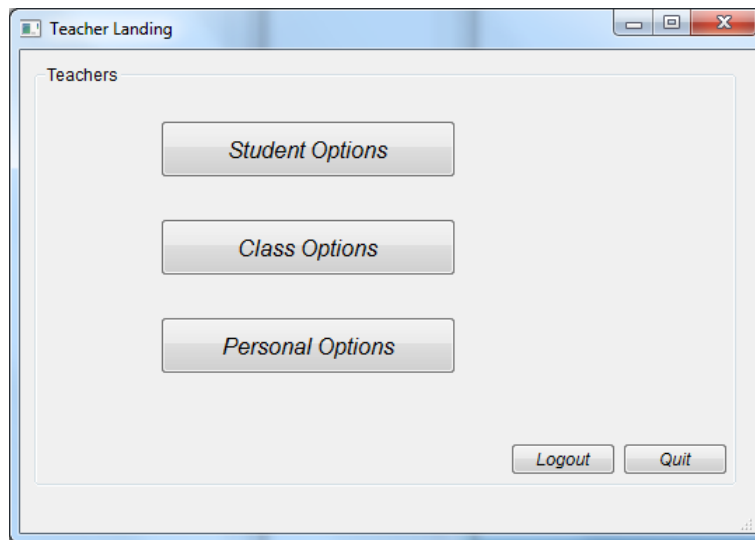 Teacher Landing
Teachers
Student Options
Class Options
Personal Options
Logout Quit